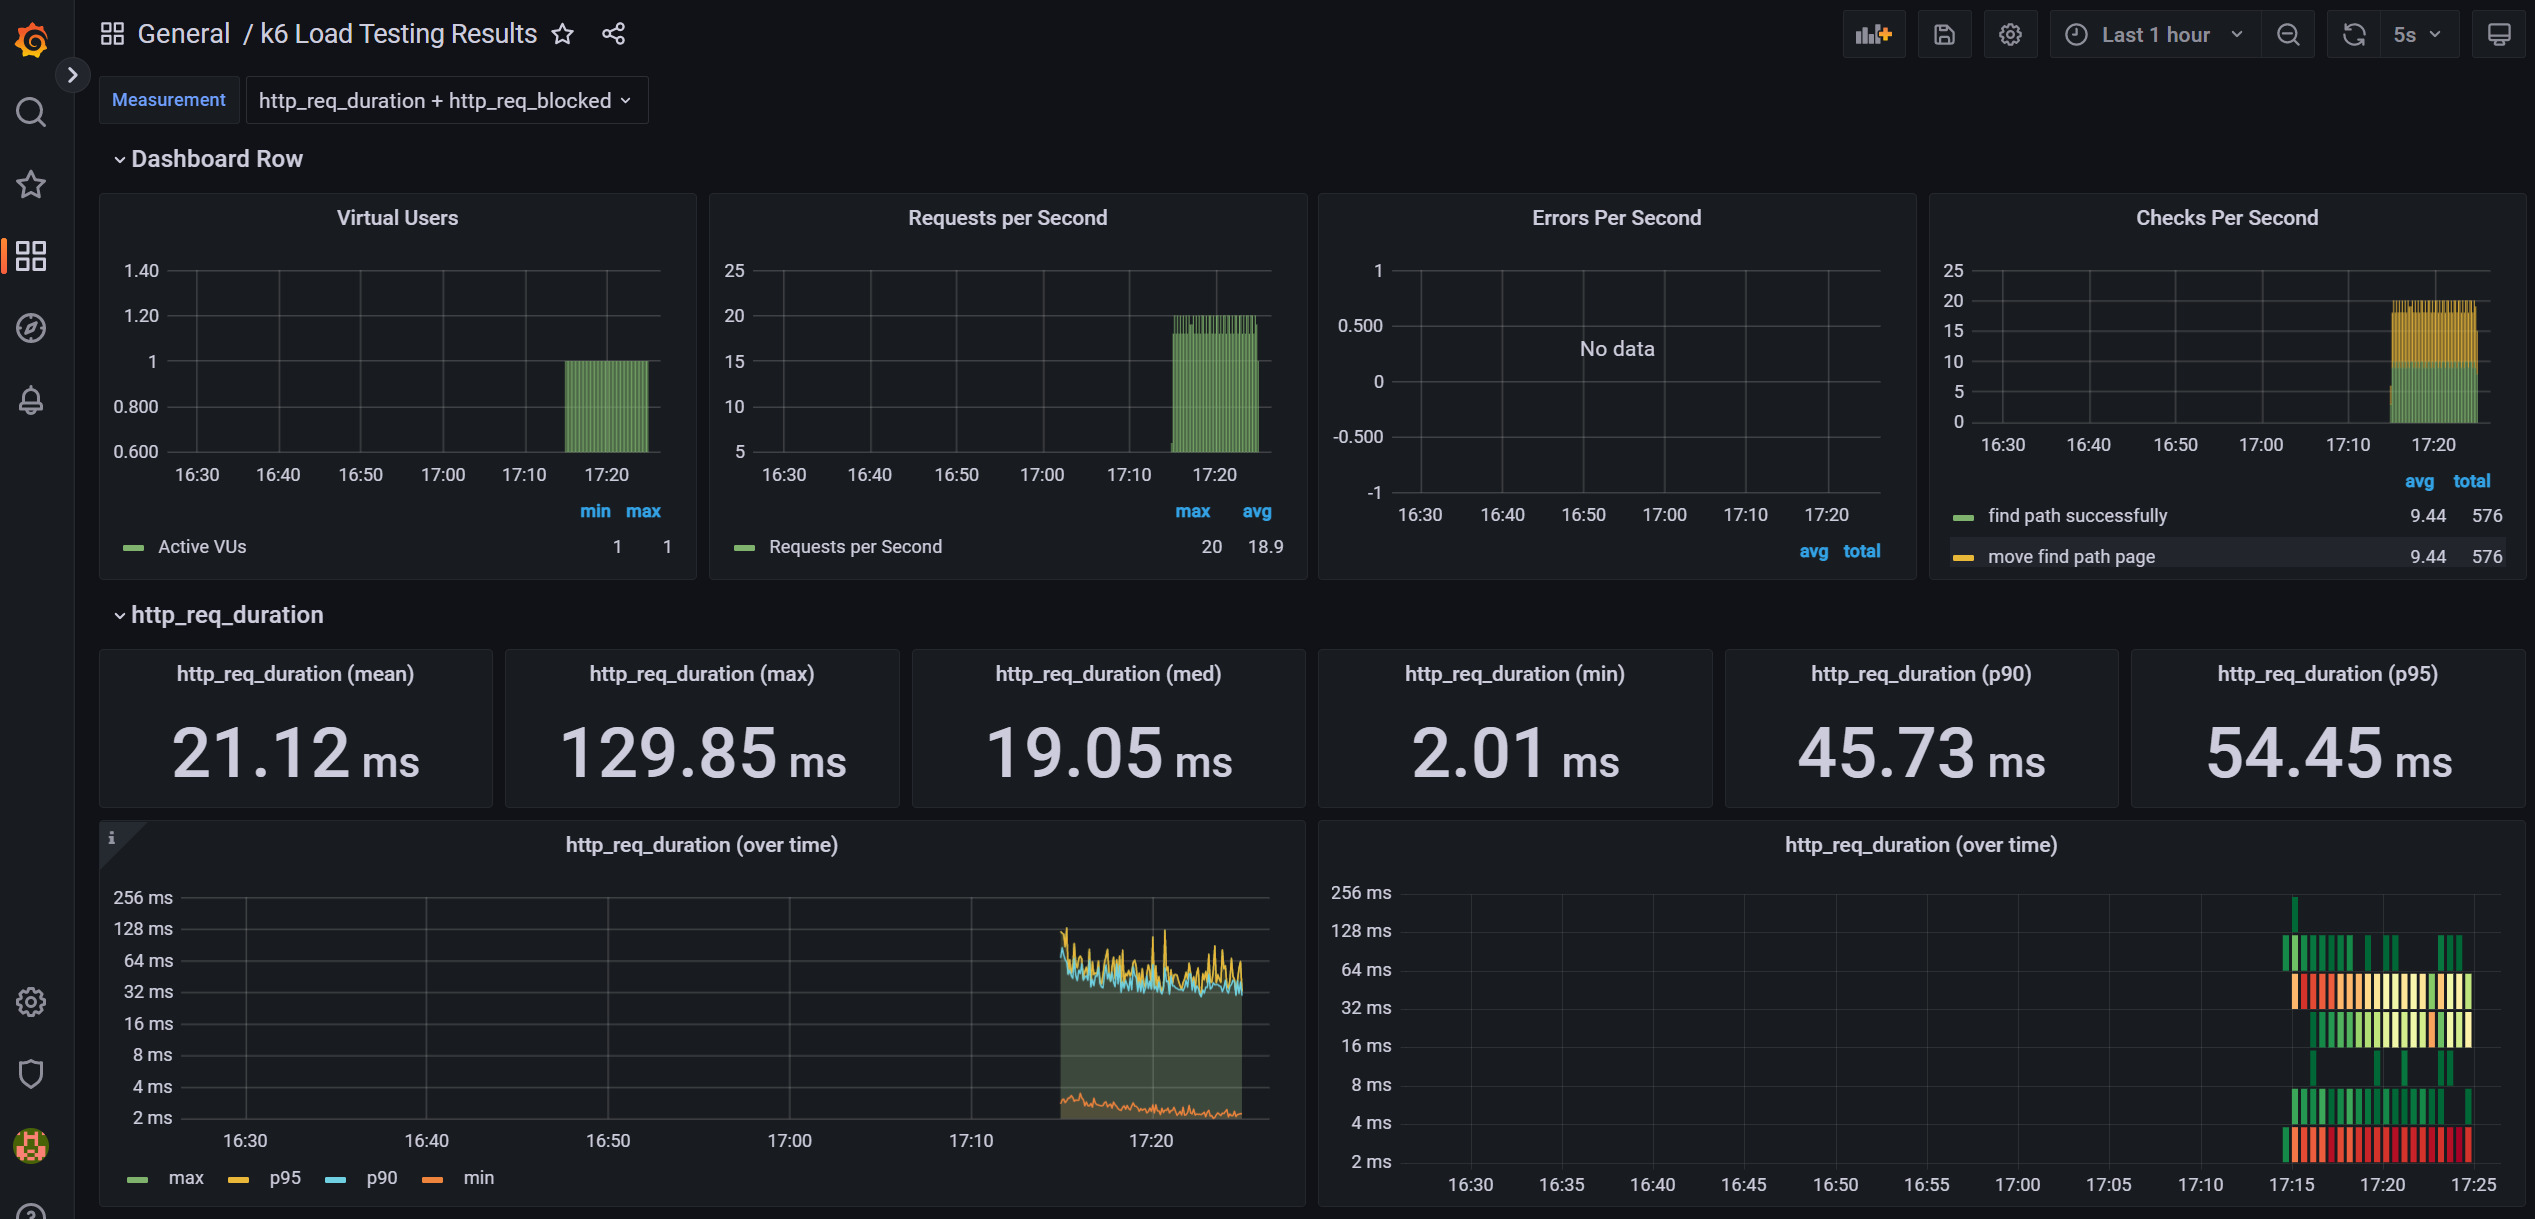 General / k6 Load Testing Results
Last 1 hour
5s
Measurement
http_req_duration + http_req_blocked
Dashboard Row
Virtual Users
1.40
1.20
1
0.800
0.600
16:30 16:40 16:50 17:00 17:10 17:20
min max
Active VUs 1 1
Requests per Second
25
20
15
10
5
16:30 16:40 16:50 17:00 17:10 17:20
max avg
Requests per Second 20 18.9
Errors Per Second
1
0.500
0
-0.500
-1
No data
16:30 16:40 16:50 17:00 17:10 17:20
avg total
Checks Per Second
25
20
15
10
5
0
16:30 16:40 16:50 17:00 17:10 17:20
avg total
find path successfully 9.44 576
move find path page 9.44 576
http_req_duration
http_req_duration (mean)
21.12 ms
http_req_duration (max)
129.85 ms
http_req_duration (med)
19.05 ms
http_req_duration (min)
2.01 ms
http_req_duration (p90)
45.73 ms
http_req_duration (p95)
54.45 ms
i
http_req_duration (over time)
256 ms
128 ms
64 ms
32 ms
16 ms
8 ms
4 ms
2 ms
16:30 16:40 16:50 17:00 17:10 17:20
max p95 p90 min
http_req_duration (over time)
256 ms
128 ms
64 ms
32 ms
16 ms
8 ms
4 ms
2 ms
16:30 16:35 16:40 16:45 16:50 16:55 17:00 17:05 17:10 17:15 17:20 17:25